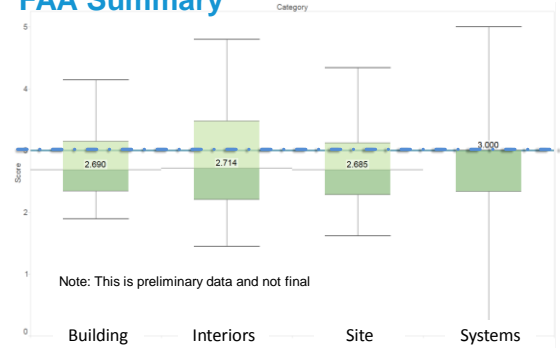 FAA Summary
Category
5
4
3.000
2.690
2.714
2.685
Score
2
1
Note: This is preliminary data and not final
0
Building
Interiors
Site
Systems